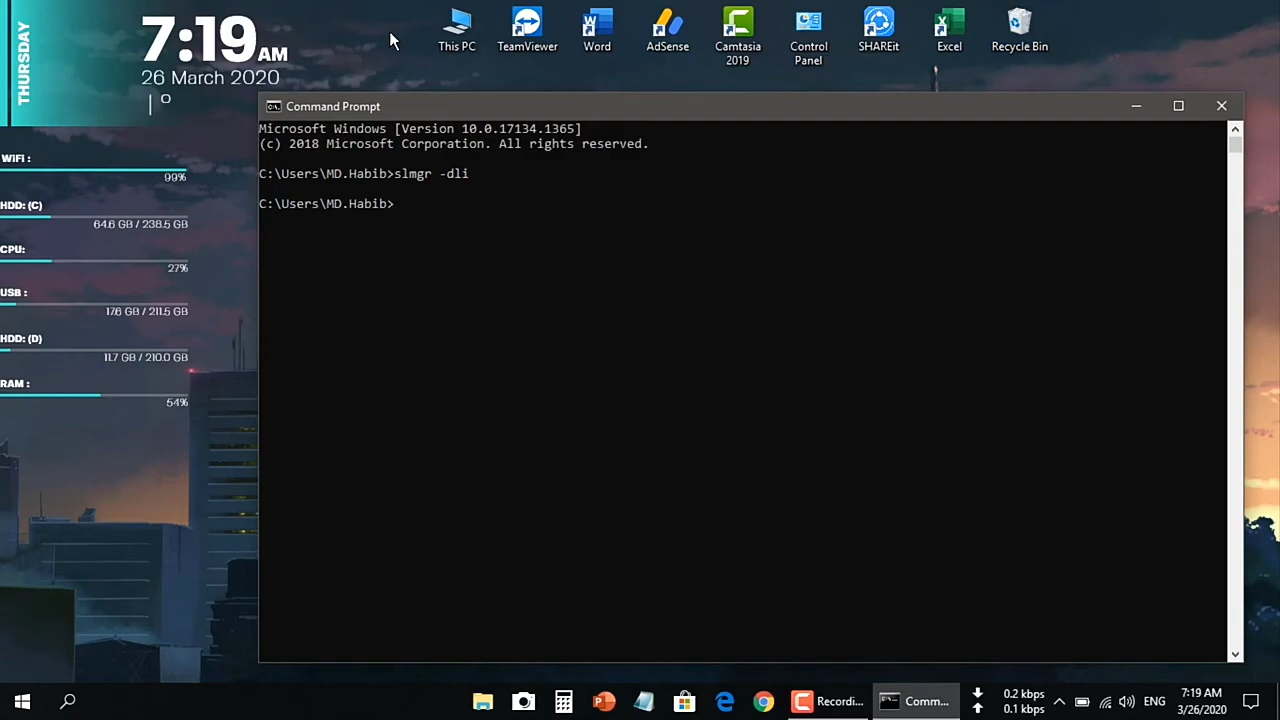 THURSDAY
7:19 AM
26 March 2020
|°
WiFi :
99%
HDD: (C)
64.6 GB / 238.5 GB
CPU:
27%
USB :
17.6 GB / 211.5 GB
HDD: (D)
11.7 GB / 210.0 GB
RAM :
54%
This PC
TeamViewer
Word
AdSense
Camtasia 2019
Control Panel
SHAREit
Excel
Recycle Bin
Command Prompt
Microsoft Windows [Version 10.0.17134.1365]
(c) 2018 Microsoft Corporation. All rights reserved.
C:\Users\MD.Habib>slmgr -dli
C:\Users\MD.Habib>
Recordi...
Comm...
0.2 kbps
0.1 kbps
ENG
7:19 AM
3/26/2020